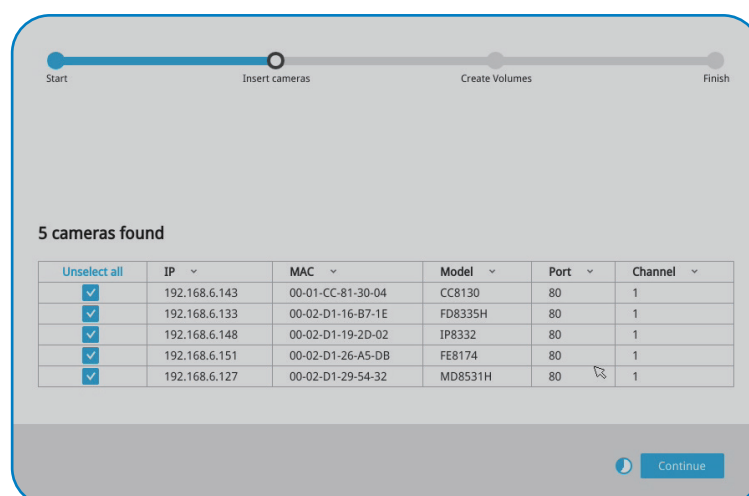 Start Insert cameras Create Volumes Finish
5 cameras found
Unselect all IP MAC Model Port Channel
192.168.6.143 00-01-CC-81-30-04 CC8130 80 1
192.168.6.133 00-02-D1-16-B7-1E FD8335H 80 1
192.168.6.148 00-02-D1-19-2D-02 IP8332 80 1
192.168.6.151 00-02-D1-26-A5-DB FE8174 80 1
192.168.6.127 00-02-D1-29-54-32 MD8531H 80 1
Continue